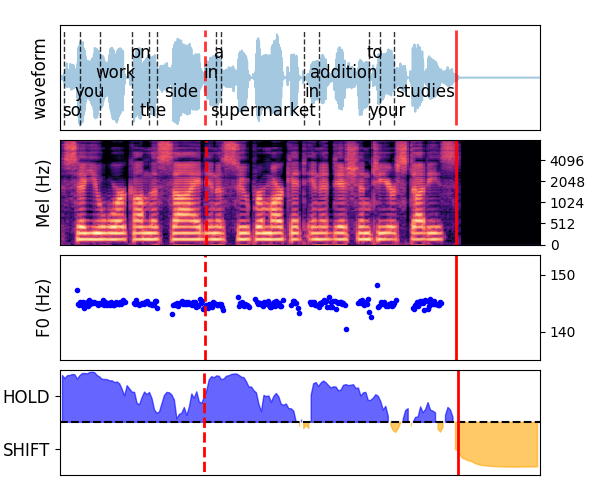 waveform
on a to
work in addition
you side in studies
so the supermarket your
Mel (Hz)
4096
2048
1024
512
0
F0 (Hz)
150
140
HOLD
SHIFT